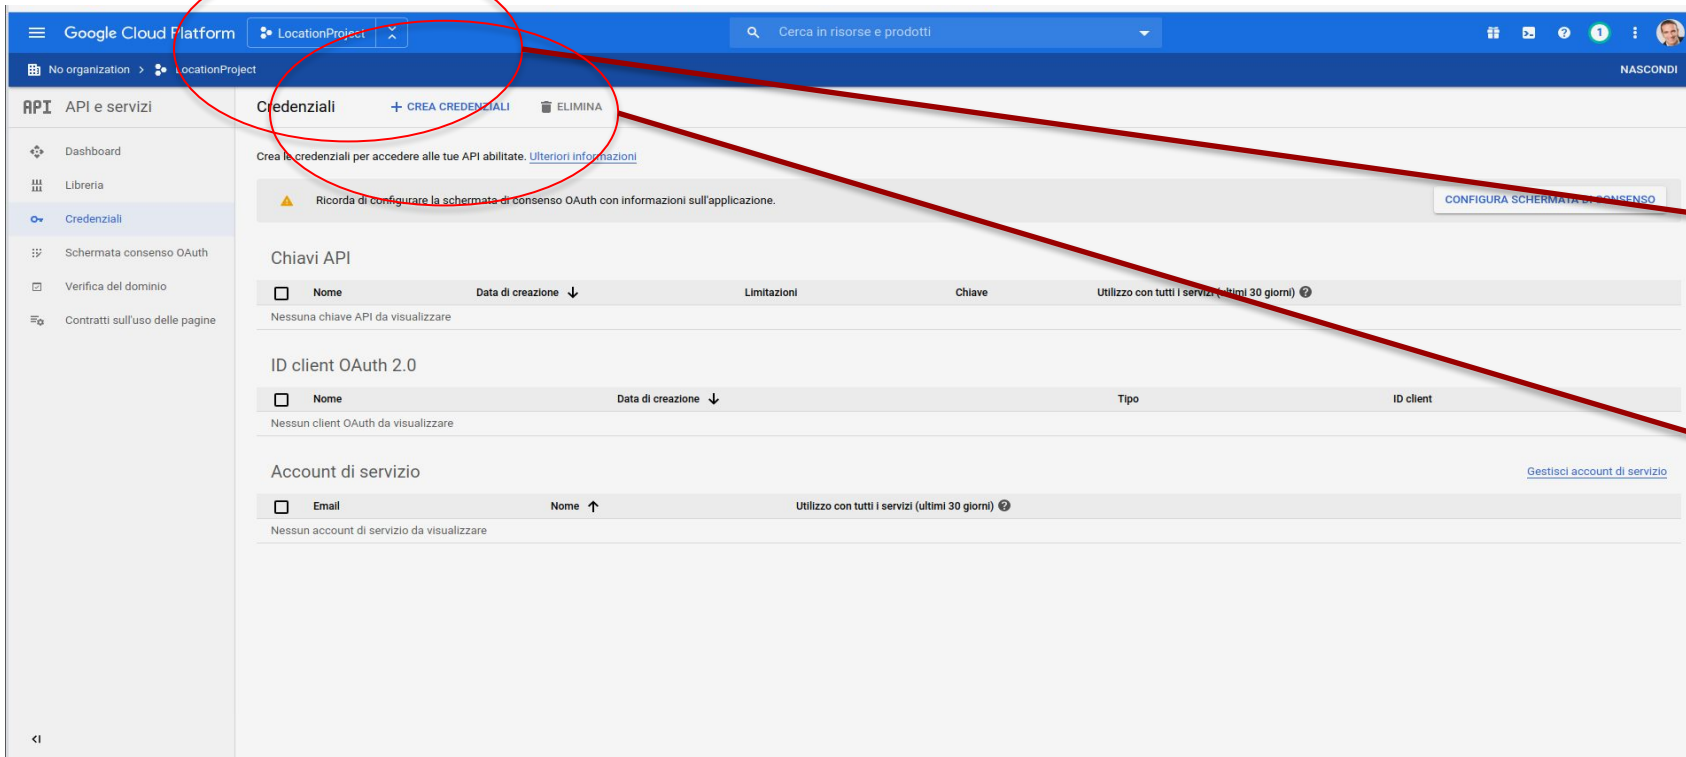 Google Cloud Platform LocationProject Cerca in risorse e prodotti 1
No organization > LocationProject NASCONDI
API API e servizi Credenziali + CREA CREDENZIALI ELIMINA
Dashboard
Crea le credenziali per accedere alle tue API abilitate. Ulteriori informazioni
Libreria
Ricorda di configurare la schermata di consenso OAuth con informazioni sull'applicazione. CONFIGURA SCHERMATA DI CONSENSO
Credenziali
Schermata consenso OAuth
Chiavi API
Verifica del dominio
Nome Data di creazione Limitazioni Chiave Utilizzo con tutti i servizi (ultimi 30 giorni)
Contratti sull'uso delle pagine
Nessuna chiave API da visualizzare
ID client OAuth 2.0
Nome Data di creazione Tipo ID client
Nessun client OAuth da visualizzare
Account di servizio Gestisci account di servizio
Email Nome Utilizzo con tutti i servizi (ultimi 30 giorni)
Nessun account di servizio da visualizzare